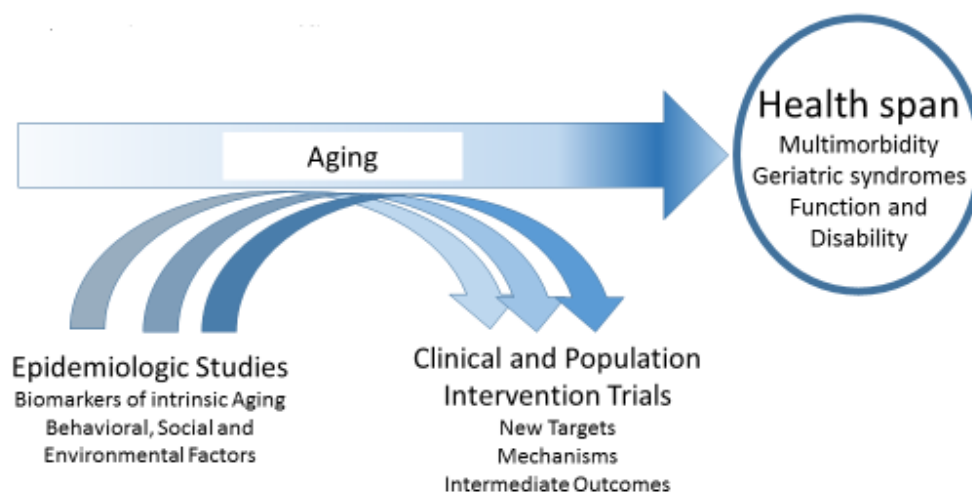 Aging
Health span
Multimorbidity
Geriatric syndromes
Function and
Disability
Epidemiologic Studies
Biomarkers of intrinsic Aging
Behavioral, Social and
Environmental Factors
Clinical and Population
Intervention Trials
New Targets
Mechanisms
Intermediate Outcomes